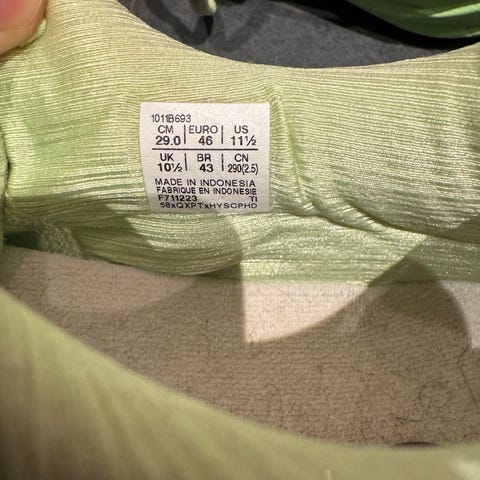 1011B693
CM EURO US
29.0 46 11½
UK BR CN
10½ 43 290(2.5)
MADE IN INDONESIA
FABRIQUE EN INDONESIE
F711223 TI
58xQXPTxHYSCPHD